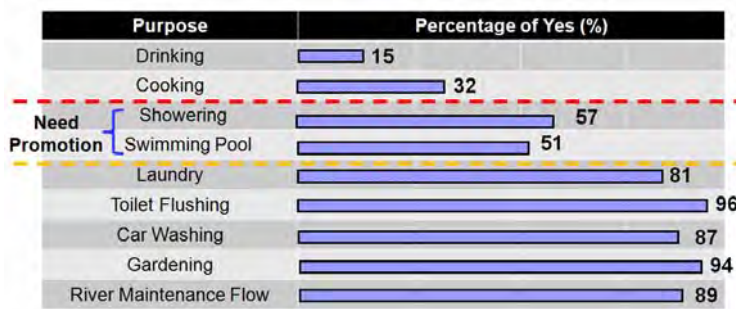 Purpose Percentage of Yes (%)
Drinking 15
Cooking 32
Need Promotion
Showering 57
Swimming Pool 51
Laundry 81
Toilet Flushing 96
Car Washing 87
Gardening 94
River Maintenance Flow 89